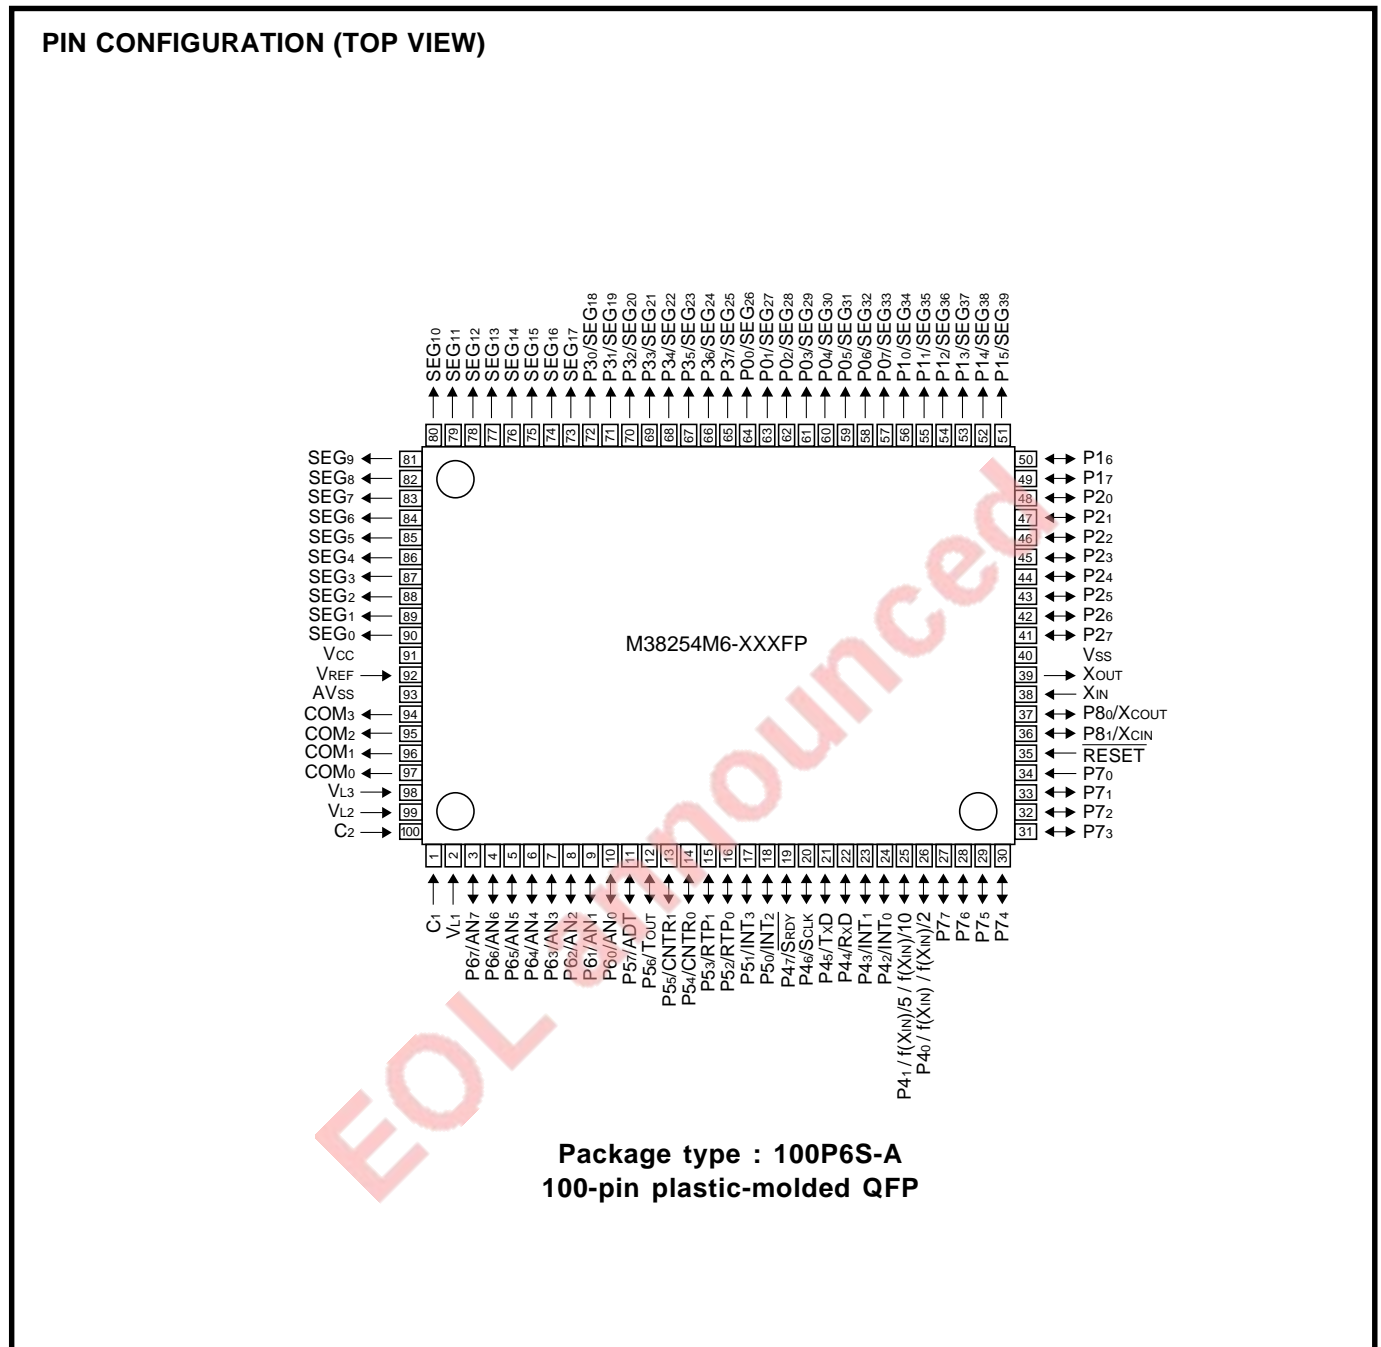 PIN CONFIGURATION (TOP VIEW)
SEG10
SEG11
SEG12
SEG13
SEG14
SEG15
SEG16
SEG17
P30/SEG18
P31/SEG19
P32/SEG20
P33/SEG21
P34/SEG22
P35/SEG23
P36/SEG24
P37/SEG25
P00/SEG26
P01/SEG27
P02/SEG28
P03/SEG29
P04/SEG30
P05/SEG31
P06/SEG32
P07/SEG33
P10/SEG34
P11/SEG35
P12/SEG36
P13/SEG37
P14/SEG38
P15/SEG39
80 79 78 77 76 75 74 73 72 71 70 69 68 67 66 65 64 63 62 61 60 59 58 57 56 55 54 53 52 51
SEG9 81 50 P16
SEG8 82 49 P17
SEG7 83 48 P20
SEG6 84 47 P21
SEG5 85 46 P22
SEG4 86 45 P23
SEG3 87 44 P24
SEG2 88 43 P25
SEG1 89 42 P26
SEG0 90 41 P27
VCC 91 40 VSS
VREF 92 39 XOUT
AVSS 93 38 XIN
COM3 94 37 P80/XCOUT
COM2 95 36 P81/XCIN
COM1 96 35 RESET
COM0 97 34 P70
VL3 98 33 P71
VL2 99 32 P72
C2 100 31 P73
M38254M6-XXXFP
1 2 3 4 5 6 7 8 9 10 11 12 13 14 15 16 17 18 19 20 21 22 23 24 25 26 27 28 29 30
C1
VL1
P67/AN7
P66/AN6
P65/AN5
P64/AN4
P63/AN3
P62/AN2
P61/AN1
P60/AN0
P57/ADT
P56/TOUT
P55/CNTR1
P54/CNTR0
P53/RTP1
P52/RTP0
P51/INT3
P50/INT2
P47/SRDY
P46/SCLK
P45/TXD
P44/RXD
P43/INT1
P42/INT0
P41 / f(XIN)/5 / f(XIN)/10
P40 / f(XIN) / f(XIN)/2
P77
P76
P75
P74
EOL announced
Package type : 100P6S-A
100-pin plastic-molded QFP